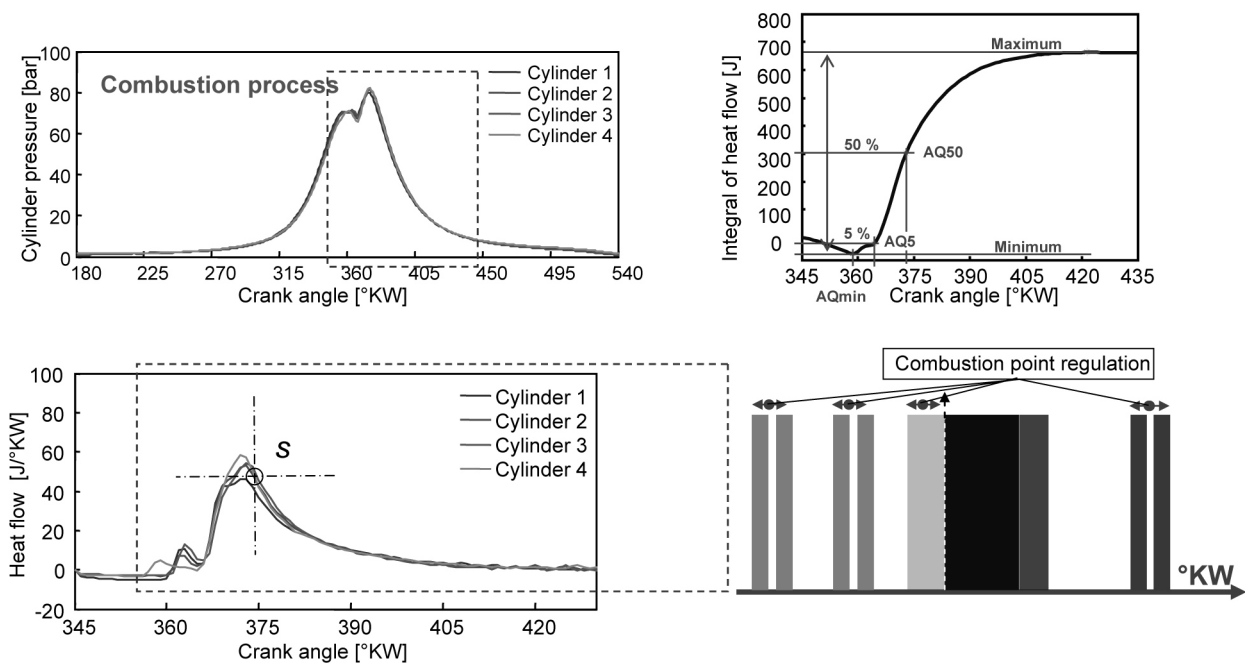 Combustion process
Cylinder pressure [bar]
100
80
60
40
20
0
180 225 270 315 360 405 450 495 540
Crank angle [°KW]
Cylinder 1
Cylinder 2
Cylinder 3
Cylinder 4
Integral of heat flow [J]
800
700
600
500
400
300
200
100
0
Maximum
50 %
AQ50
5 %
AQ5
Minimum
345 360 375 390 405 420 435
AQmin
Crank angle [°KW]
Heat flow [J/°KW]
100
80
60
40
20
0
-20
Cylinder 1
Cylinder 2
Cylinder 3
Cylinder 4
S
345 360 375 390 405 420
Crank angle [°KW]
Combustion point regulation
°KW